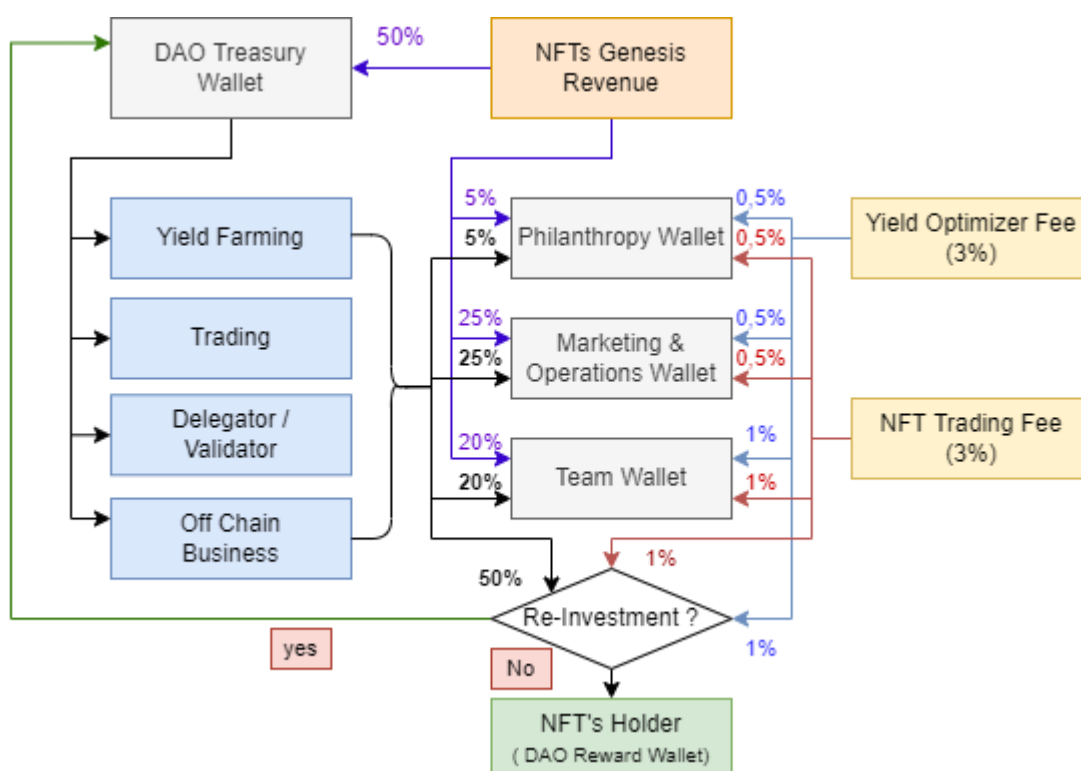 DAO Treasury
Wallet
50%
NFTs Genesis
Revenue
Yield Farming
Trading
Delegator /
Validator
Off Chain
Business
5%
5%
Philanthropy Wallet
0,5%
0,5%
Yield Optimizer Fee
(3%)
25%
25%
Marketing &
Operations Wallet
0,5%
0,5%
20%
20%
Team Wallet
1%
1%
NFT Trading Fee
(3%)
50%
1%
Re-Investment ?
1%
yes
No
NFT's Holder
( DAO Reward Wallet)